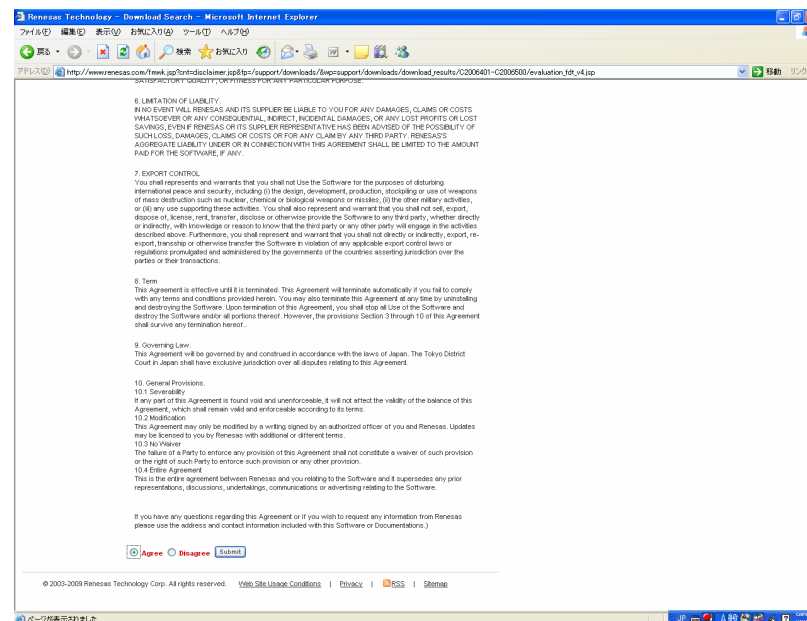 Renesas Technology - Download Search - Microsoft Internet Explorer
ファイル(F) 編集(E) 表示(V) お気に入り(A) ツール(T) ヘルプ(H)
戻る 検索 お気に入り
アドレス(D) http://www.renesas.com/fmwk.jsp?cnt=disclaimer.jsp&fp=/support/downloads/&wp=support/downloads/download_results/C2006401-C2006500/evaluation_fdt_v4.jsp 移動 リンク
SATISFACTORY QUALITY, OR FITNESS FOR ANY PARTICULAR PURPOSE.
6. LIMITATION OF LIABILITY.
IN NO EVENT WILL RENESAS AND ITS SUPPLIER BE LIABLE TO YOU FOR ANY DAMAGES, CLAIMS OR COSTS
WHATSOEVER OR ANY CONSEQUENTIAL, INDIRECT, INCIDENTAL DAMAGES, OR ANY LOST PROFITS OR LOST
SAVINGS, EVEN IF RENESAS OR ITS SUPPLIER REPRESENTATIVE HAS BEEN ADVISED OF THE POSSIBILITY OF
SUCH LOSS, DAMAGES, CLAIMS OR COSTS OR FOR ANY CLAIM BY ANY THIRD PARTY. RENESAS'S
AGGREGATE LIABILITY UNDER OR IN CONNECTION WITH THIS AGREEMENT SHALL BE LIMITED TO THE AMOUNT
PAID FOR THE SOFTWARE, IF ANY.
7. EXPORT CONTROL
You shall represents and warrants that you shall not Use the Software for the purposes of disturbing
international peace and security, including (i) the design, development, production, stockpiling or use of weapons
of mass destruction such as nuclear, chemical or biological weapons or missiles, (ii) the other military activities,
or (iii) any use supporting these activities. You shall also represent and warrant that you shall not sell, export,
dispose of, license, rent, transfer, disclose or otherwise provide the Software to any third party, whether directly
or indirectly, with knowledge or reason to know that the third party or any other party will engage in the activities
described above. Furthermore, you shall represent and warrant that you shall not directly or indirectly, export, re-
export, transship or otherwise transfer the Software in violation of any applicable export control laws or
regulations promulgated and administered by the governments of the countries asserting jurisdiction over the
parties or their transactions.
8. Term
This Agreement is effective until it is terminated. This Agreement will terminate automatically if you fail to comply
with any terms and conditions provided herein. You may also terminate this Agreement at any time by uninstalling
and destroying the Software. Upon termination of this Agreement, you shall stop all Use of the Software and
destroy the Software and/or all portions thereof. However, the provisions Section 3 through 10 of this Agreement
shall survive any termination hereof..
9. Governing Law.
This Agreement will be governed by and construed in accordance with the laws of Japan. The Tokyo District
Court in Japan shall have exclusive jurisdiction over all disputes relating to this Agreement.
10. General Provisions.
10.1 Severability
If any part of this Agreement is found void and unenforceable, it will not affect the validity of the balance of this
Agreement, which shall remain valid and enforceable according to its terms.
10.2 Modification
This Agreement may only be modified by a writing signed by an authorized officer of you and Renesas. Updates
may be licensed to you by Renesas with additional or different terms.
10.3 No Waiver
The failure of a Party to enforce any provision of this Agreement shall not constitute a waiver of such provision
or the right of such Party to enforce such provision or any other provision.
10.4 Entire Agreement
This is the entire agreement between Renesas and you relating to the Software and it supersedes any prior
representations, discussions, undertakings, communications or advertising relating to the Software.
If you have any questions regarding this Agreement or if you wish to request any information from Renesas
please use the address and contact information included with this Software or Documentations.)
Agree Disagree Submit
© 2003-2009 Renesas Technology Corp. All rights reserved. Web Site Usage Conditions | Privacy | RSS | Sitemap
ページが表示されました
JP A 般